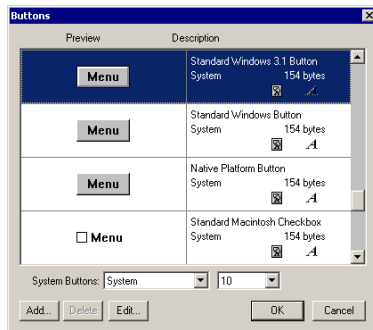 Buttons
Preview Description
Menu
Standard Windows 3.1 Button
System 154 bytes
A
Menu
Standard Windows Button
System 154 bytes
A
Menu
Native Platform Button
System 154 bytes
A
Menu
Standard Macintosh Checkbox
System 154 bytes
A
System Buttons: System 10
Add... Delete Edit... OK Cancel